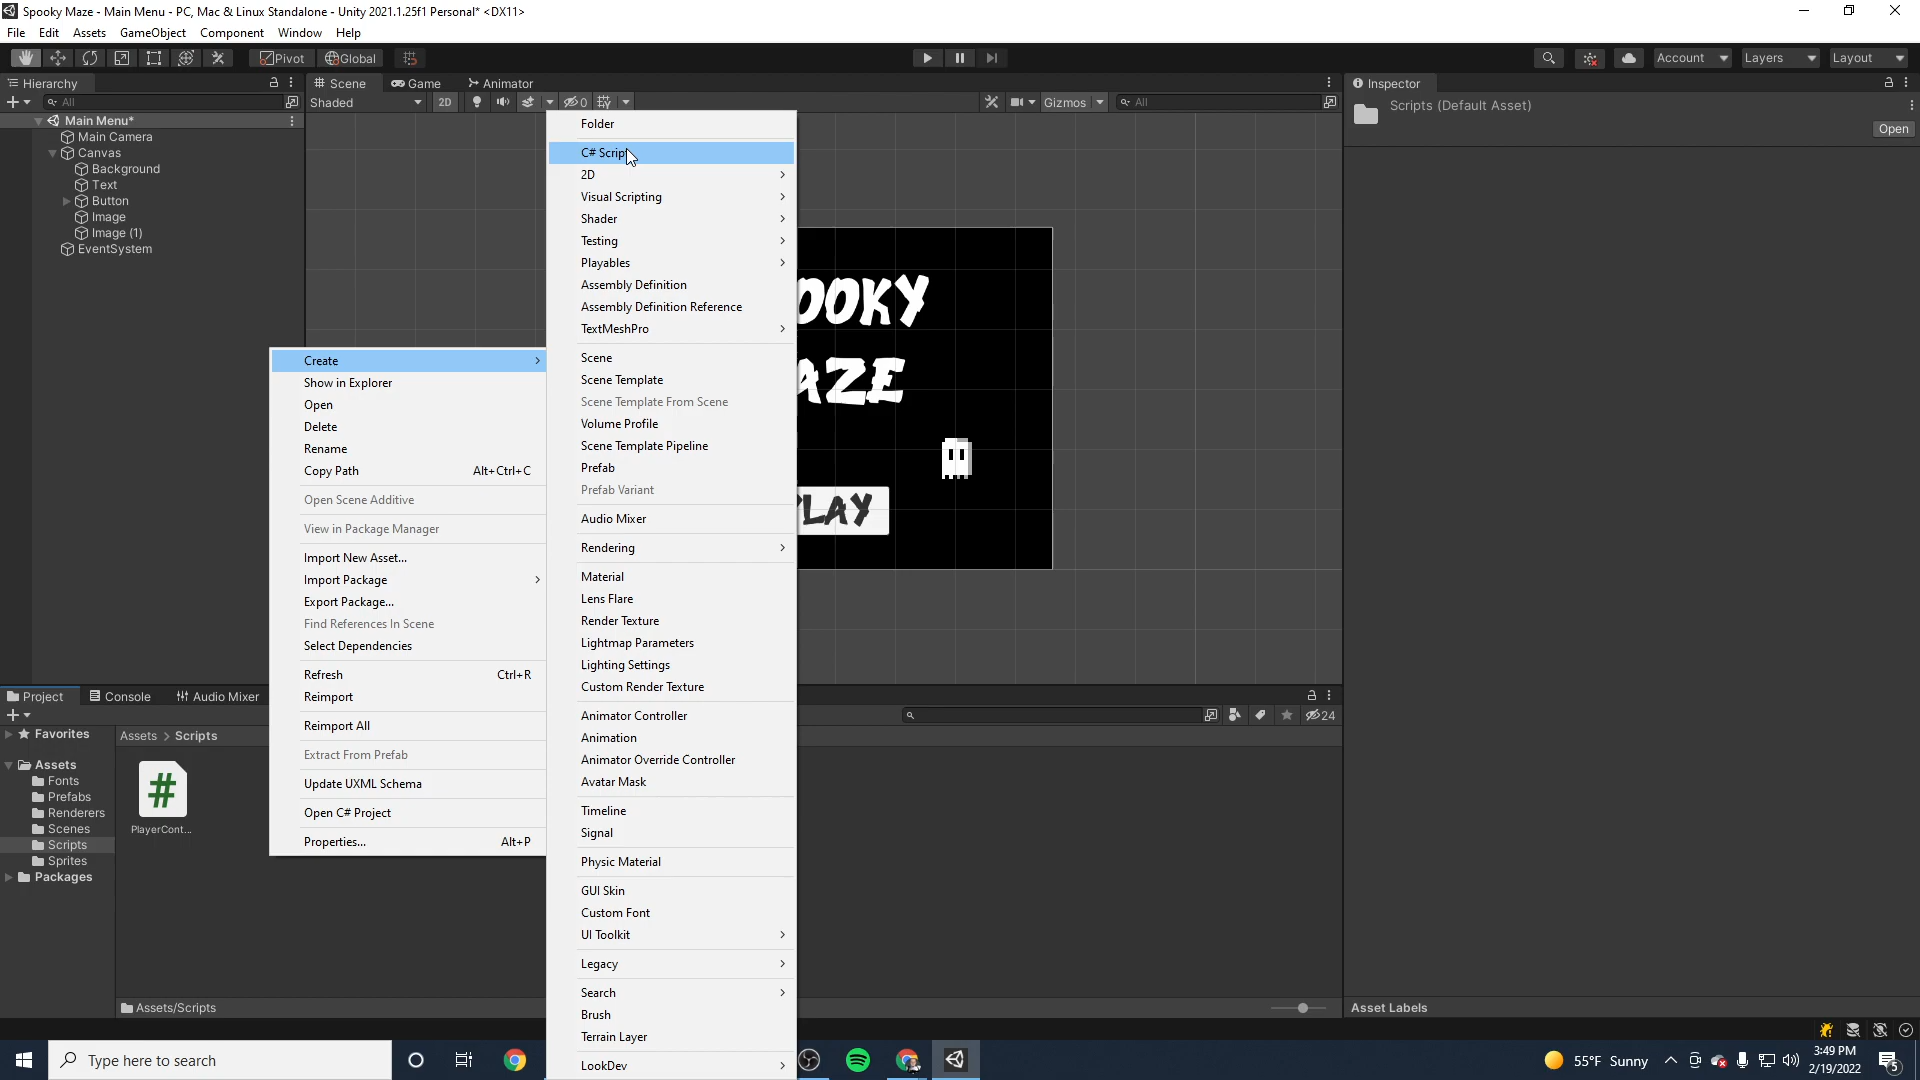 Spooky Maze - Main Menu - PC, Mac & Linux Standalone - Unity 2021.1.25f1 Personal* <DX11>
File Edit Assets GameObject Component Window Help
Pivot Global Account Layers Layout
Hierarchy
All
Main Menu*
Main Camera
Canvas
Background
Text
Button
Image
Image (1)
EventSystem
Scene Game Animator
Shaded 2D 0 Gizmos All
Inspector
Scripts (Default Asset)
Open
Create
Show in Explorer
Open
Delete
Rename
Copy Path Alt+Ctrl+C
Open Scene Additive
View in Package Manager
Import New Asset...
Import Package
Export Package...
Find References In Scene
Select Dependencies
Refresh Ctrl+R
Reimport
Reimport All
Extract From Prefab
Update UXML Schema
Open C# Project
Properties... Alt+P
Folder
C# Script
2D
Visual Scripting
Shader
Testing
Playables
Assembly Definition
Assembly Definition Reference
TextMeshPro
Scene
Scene Template
Scene Template From Scene
Volume Profile
Scene Template Pipeline
Prefab
Prefab Variant
Audio Mixer
Rendering
Material
Lens Flare
Render Texture
Lightmap Parameters
Lighting Settings
Custom Render Texture
Animator Controller
Animation
Animator Override Controller
Avatar Mask
Timeline
Signal
Physic Material
GUI Skin
Custom Font
UI Toolkit
Legacy
Search
Brush
Terrain Layer
LookDev
OOKY
AZE
LAY
Project Console Audio Mixer
24
Favorites
Assets
Fonts
Prefabs
Renderers
Scenes
Scripts
Sprites
Packages
Assets > Scripts
#
PlayerCont...
Assets/Scripts
Asset Labels
Type here to search
55°F Sunny
3:49 PM
2/19/2022
5